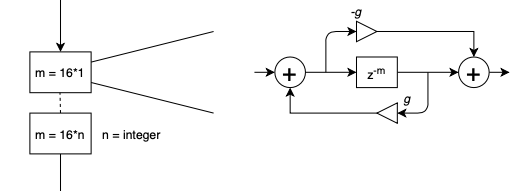 -g
m = 16*1
+
z-m
+
g
m = 16*n
n = integer